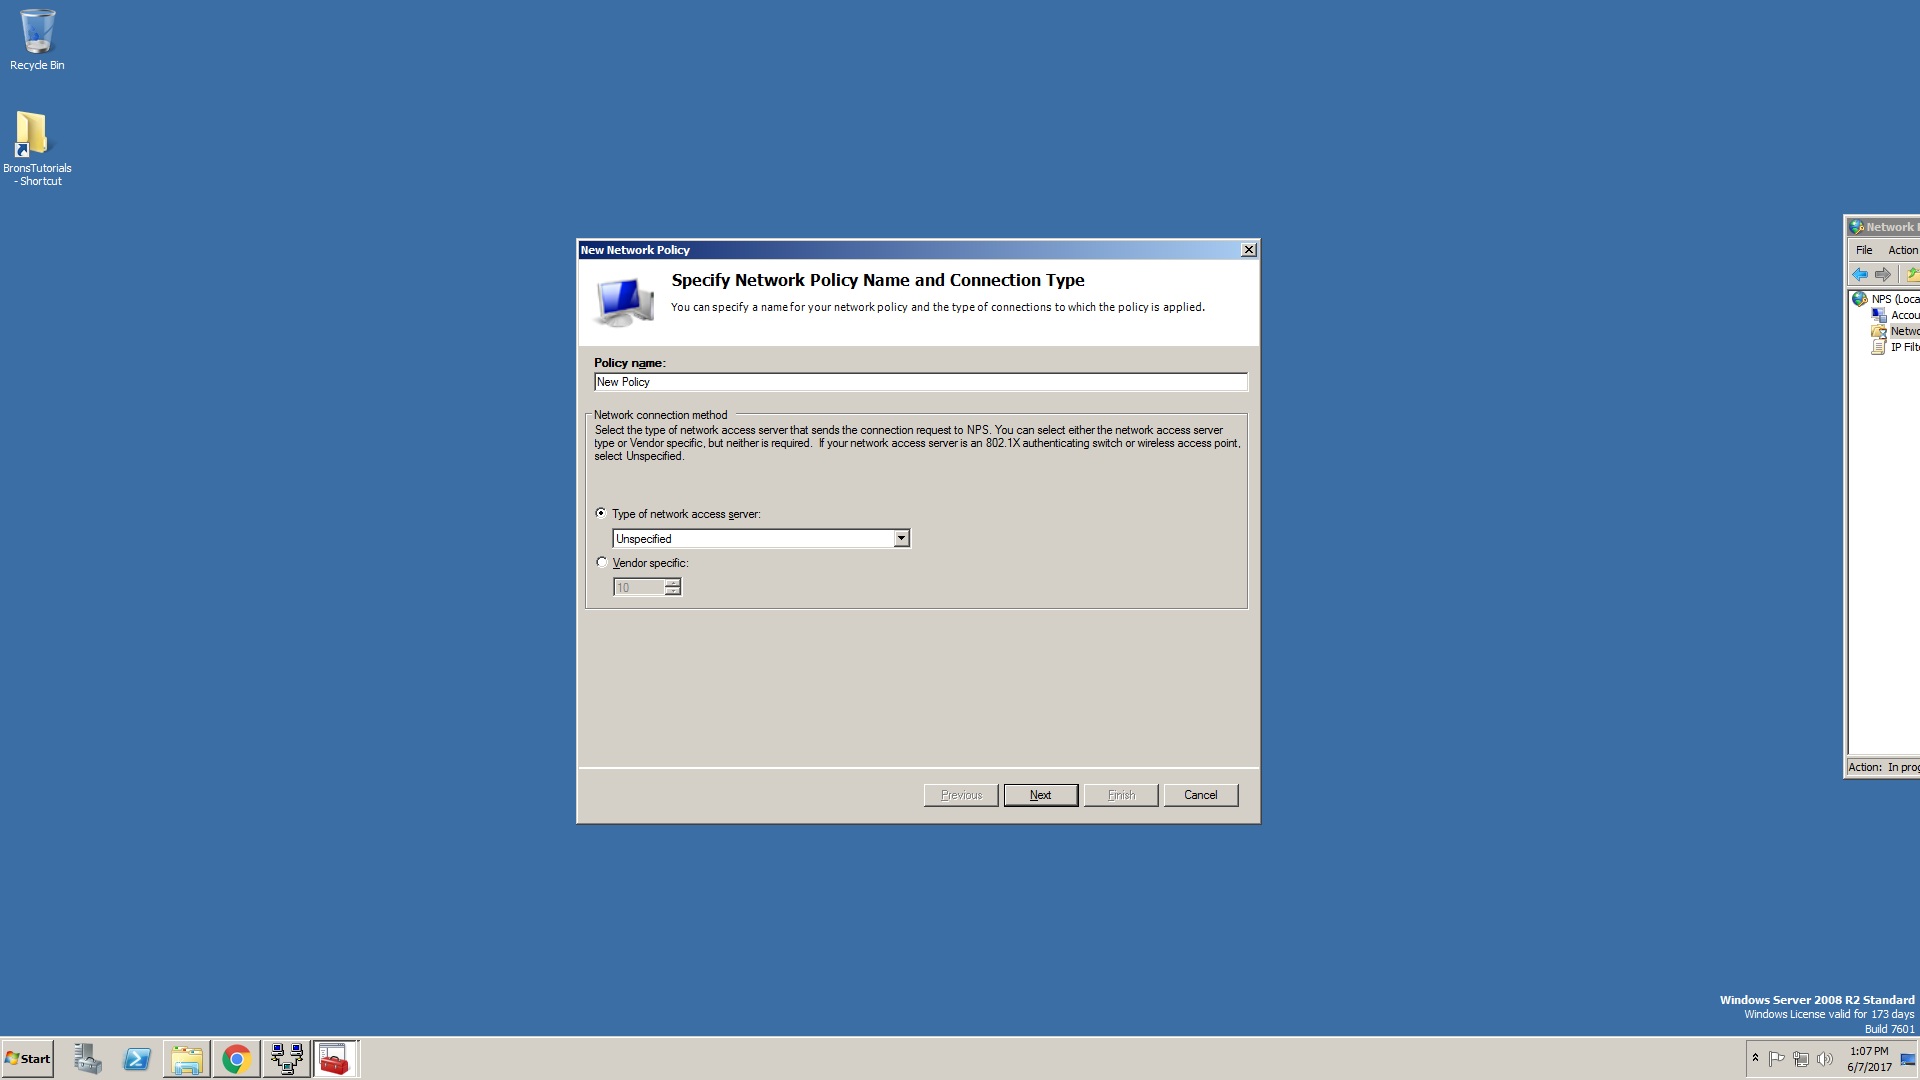 Recycle Bin
BronsTutorials
- Shortcut
New Network Policy
Specify Network Policy Name and Connection Type
You can specify a name for your network policy and the type of connections to which the policy is applied.
Policy name:
New Policy
Network connection method
Select the type of network access server that sends the connection request to NPS. You can select either the network access server
type or Vendor specific, but neither is required.  If your network access server is an 802.1X authenticating switch or wireless access point,
select Unspecified.
Type of network access server:
Unspecified
Vendor specific:
10
Previous
Next
Finish
Cancel
Network
File
Action
NPS (Loca
Accou
Netwo
IP Filt
Action:  In prog
Windows Server 2008 R2 Standard
Windows License valid for 173 days
Build 7601
Start
1:07 PM
6/7/2017